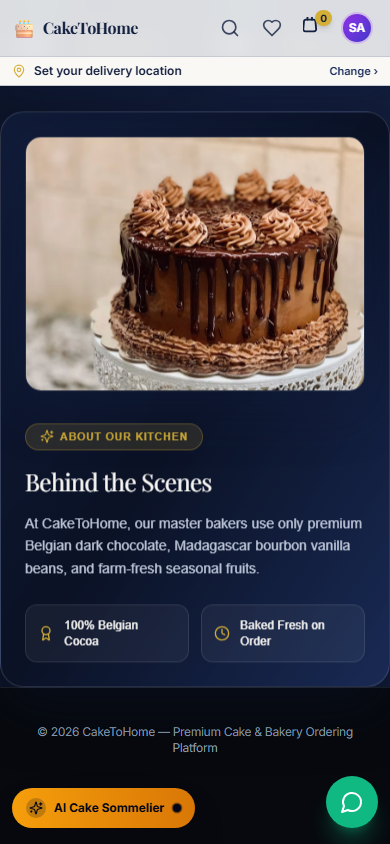 CakeToHome
0
SA
Set your delivery location
Change ›
ABOUT OUR KITCHEN
Behind the Scenes
At CakeToHome, our master bakers use only premium
Belgian dark chocolate, Madagascar bourbon vanilla
beans, and farm-fresh seasonal fruits.
100% Belgian
Cocoa
Baked Fresh on
Order
© 2026 CakeToHome — Premium Cake & Bakery Ordering
Platform
AI Cake Sommelier